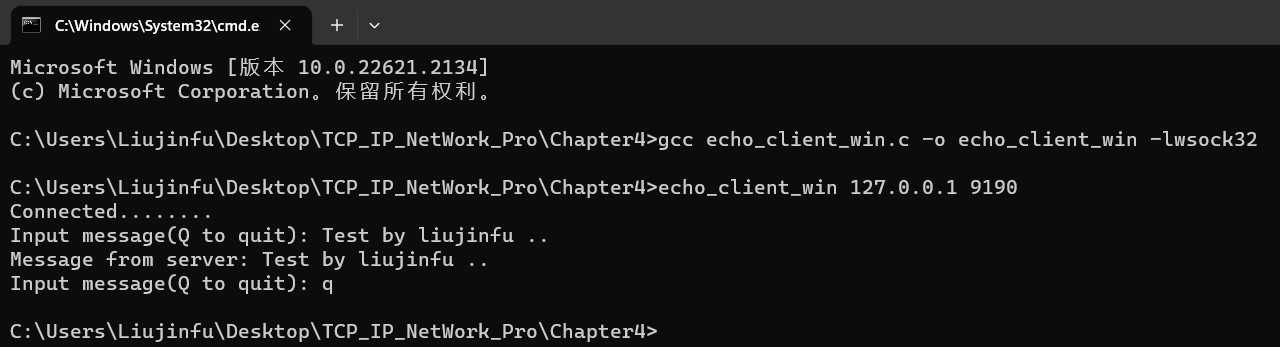 C:\Windows\System32\cmd.e
Microsoft Windows [版本 10.0.22621.2134]
(c) Microsoft Corporation。保留所有权利。
C:\Users\Liujinfu\Desktop\TCP_IP_NetWork_Pro\Chapter4>gcc echo_client_win.c -o echo_client_win -lwsock32
C:\Users\Liujinfu\Desktop\TCP_IP_NetWork_Pro\Chapter4>echo_client_win 127.0.0.1 9190
Connected........
Input message(Q to quit): Test by liujinfu ..
Message from server: Test by liujinfu ..
Input message(Q to quit): q
C:\Users\Liujinfu\Desktop\TCP_IP_NetWork_Pro\Chapter4>